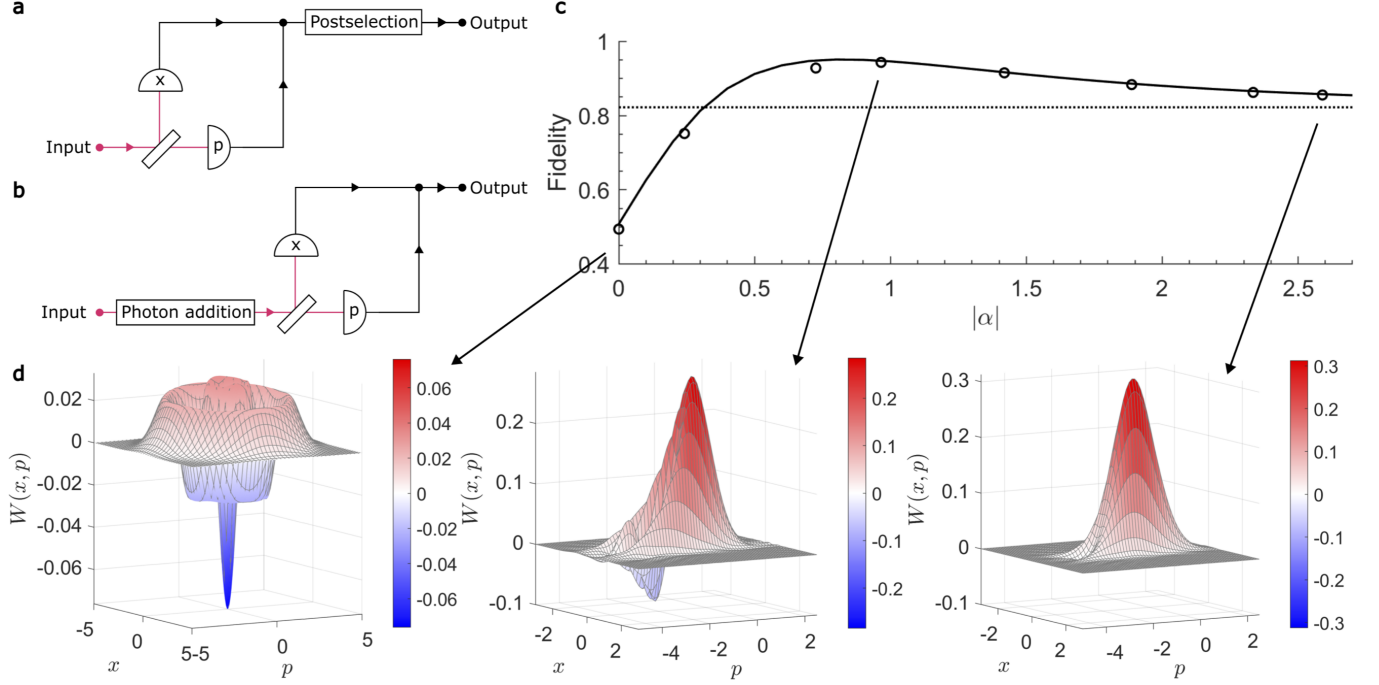 a
Postselection
Output
x
Input
p
b
Output
x
Input
Photon addition
p
c
Fidelity
1
0.8
0.6
0.4
0
0.5
1
1.5
2
2.5
|α|
d
W(x, p)
0.02
0
-0.02
-0.04
-0.06
-5
0
5
-5
0
5
x
p
0.06
0.04
0.02
0
-0.02
-0.04
-0.06
W(x, p)
0.2
0.1
0
-0.1
-2
0
2
-4
-2
0
2
x
p
0.2
0.1
0
-0.1
-0.2
W(x, p)
0.3
0.2
0.1
0
-0.1
-2
0
2
-4
-2
0
2
x
p
0.3
0.2
0.1
0
-0.1
-0.2
-0.3